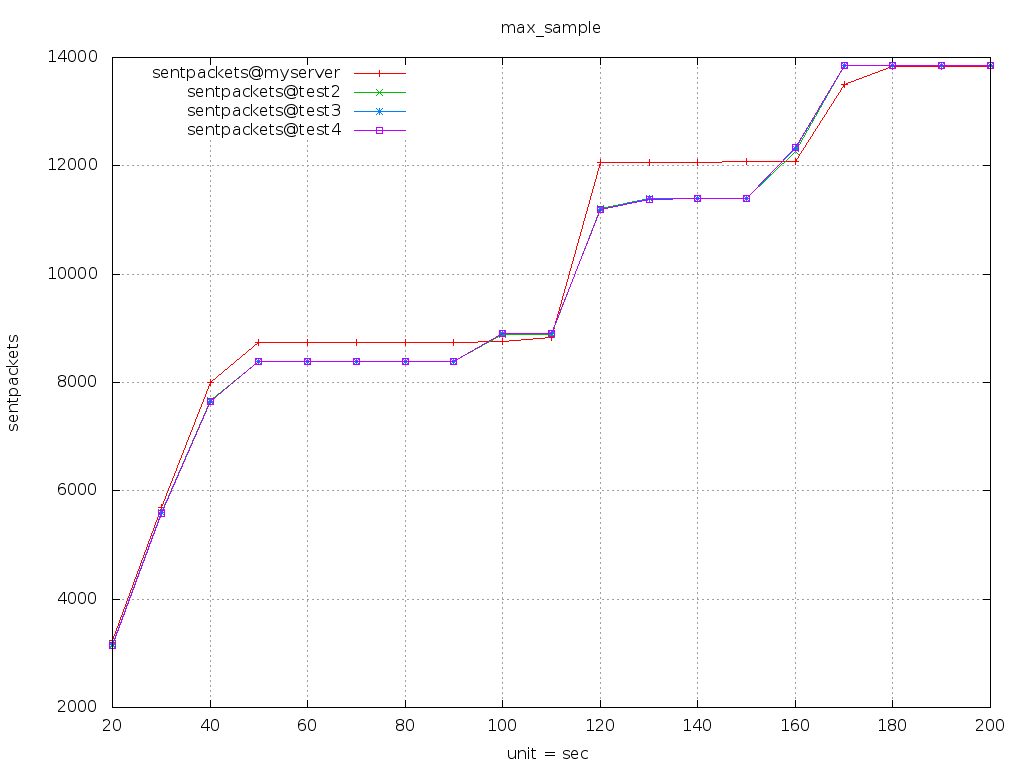 max_sample
14000
sentpackets@myserver
sentpackets@test2
sentpackets@test3
sentpackets@test4
12000
10000
sentpackets
8000
6000
4000
2000
20 40 60 80 100 120 140 160 180 200
unit = sec